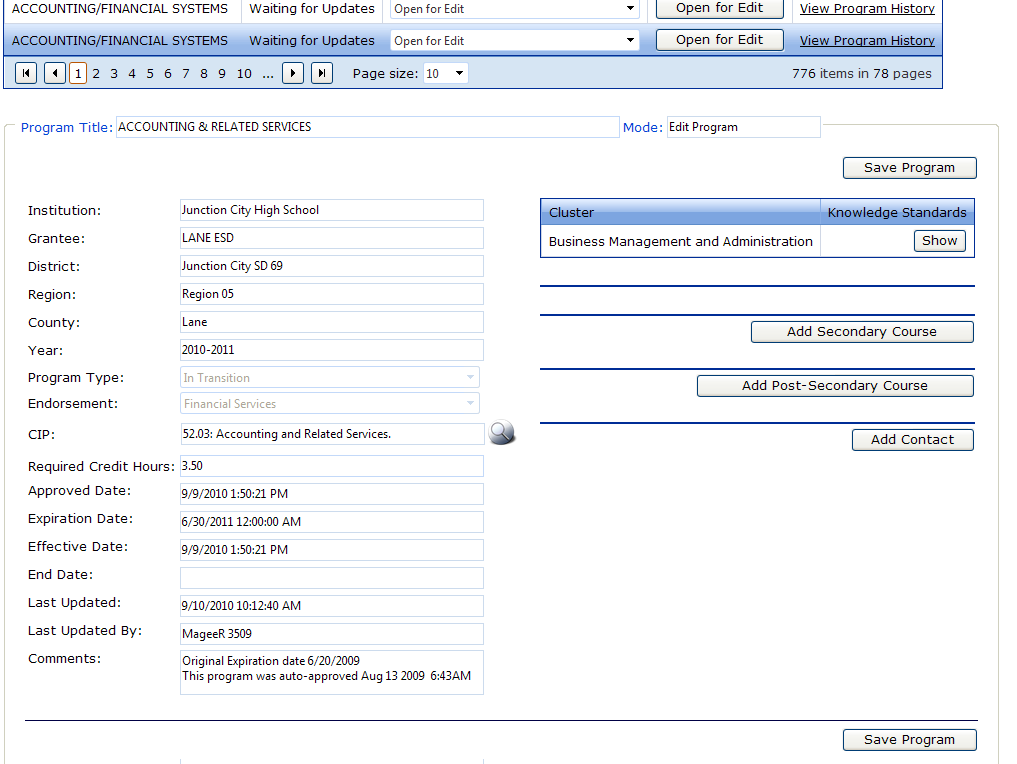 ACCOUNTING/FINANCIAL SYSTEMS Waiting for Updates Open for Edit Open for Edit View Program History
ACCOUNTING/FINANCIAL SYSTEMS Waiting for Updates Open for Edit Open for Edit View Program History
1 2 3 4 5 6 7 8 9 10 ... Page size: 10 776 items in 78 pages
Program Title: ACCOUNTING & RELATED SERVICES Mode: Edit Program
Save Program
Institution: Junction City High School
Grantee: LANE ESD
District: Junction City SD 69
Region: Region 05
County: Lane
Year: 2010-2011
Program Type: In Transition
Endorsement: Financial Services
CIP: 52.03: Accounting and Related Services.
Required Credit Hours: 3.50
Approved Date: 9/9/2010 1:50:21 PM
Expiration Date: 6/30/2011 12:00:00 AM
Effective Date: 9/9/2010 1:50:21 PM
End Date:
Last Updated: 9/10/2010 10:12:40 AM
Last Updated By: MageeR 3509
Comments: Original Expiration date 6/20/2009
This program was auto-approved Aug 13 2009 6:43AM
Cluster Knowledge Standards
Business Management and Administration Show
Add Secondary Course
Add Post-Secondary Course
Add Contact
Save Program